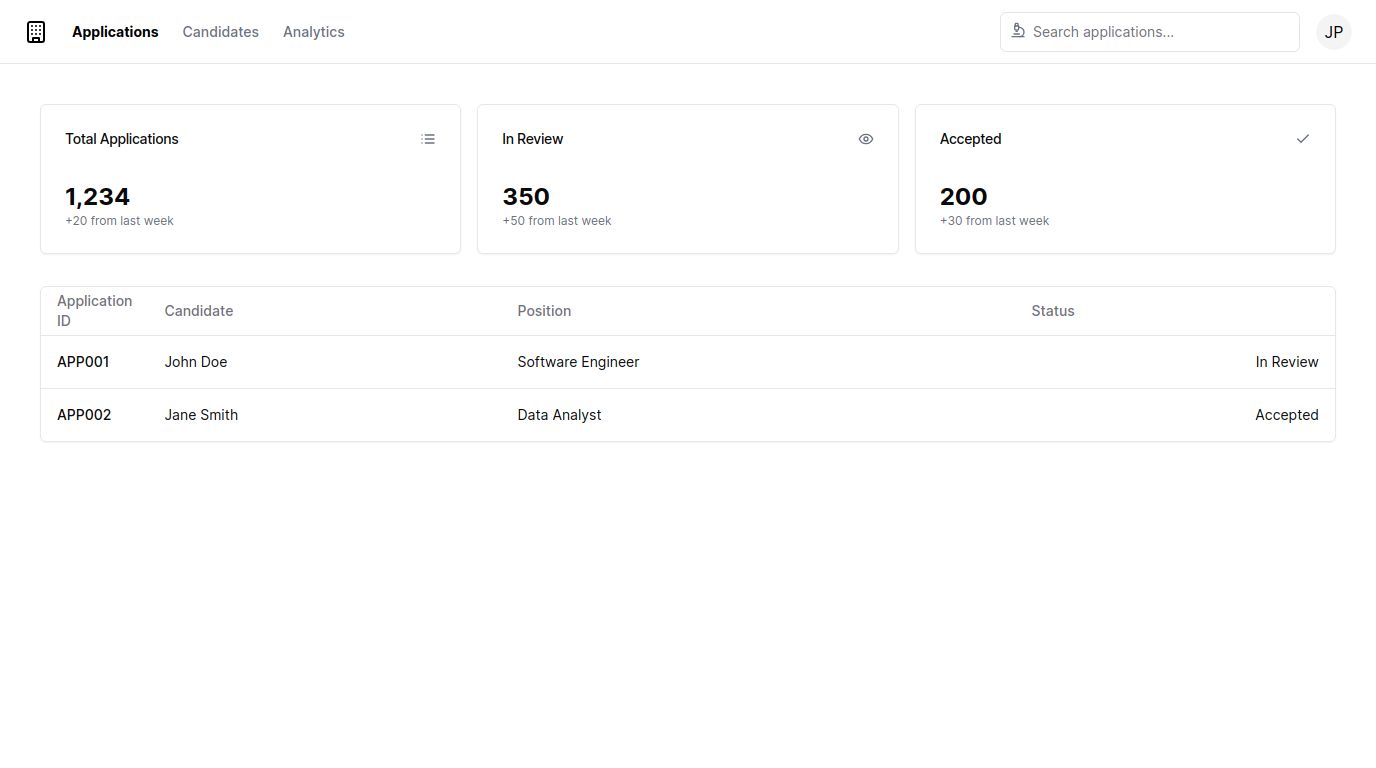 Applications Candidates Analytics Search applications... JP
Total Applications
1,234
+20 from last week
In Review
350
+50 from last week
Accepted
200
+30 from last week
Application
ID
Candidate Position Status
APP001 John Doe Software Engineer In Review
APP002 Jane Smith Data Analyst Accepted